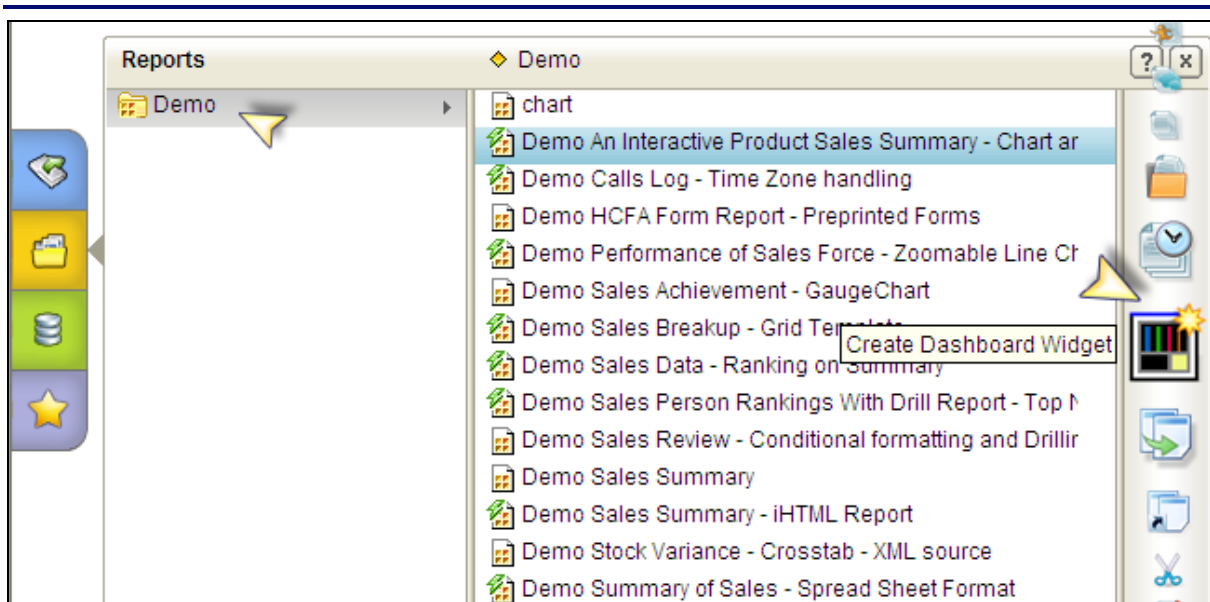 Reports
Demo
? x
Demo
chart
Demo An Interactive Product Sales Summary - Chart ar
Demo Calls Log - Time Zone handling
Demo HCFA Form Report - Preprinted Forms
Demo Performance of Sales Force - Zoomable Line Ch
Demo Sales Achievement - GaugeChart
Demo Sales Breakup - Grid Template
Create Dashboard Widget
Demo Sales Data - Ranking on Summary
Demo Sales Person Rankings With Drill Report - Top N
Demo Sales Review - Conditional formatting and Drillir
Demo Sales Summary
Demo Sales Summary - iHTML Report
Demo Stock Variance - Crosstab - XML source
Demo Summary of Sales - Spread Sheet Format